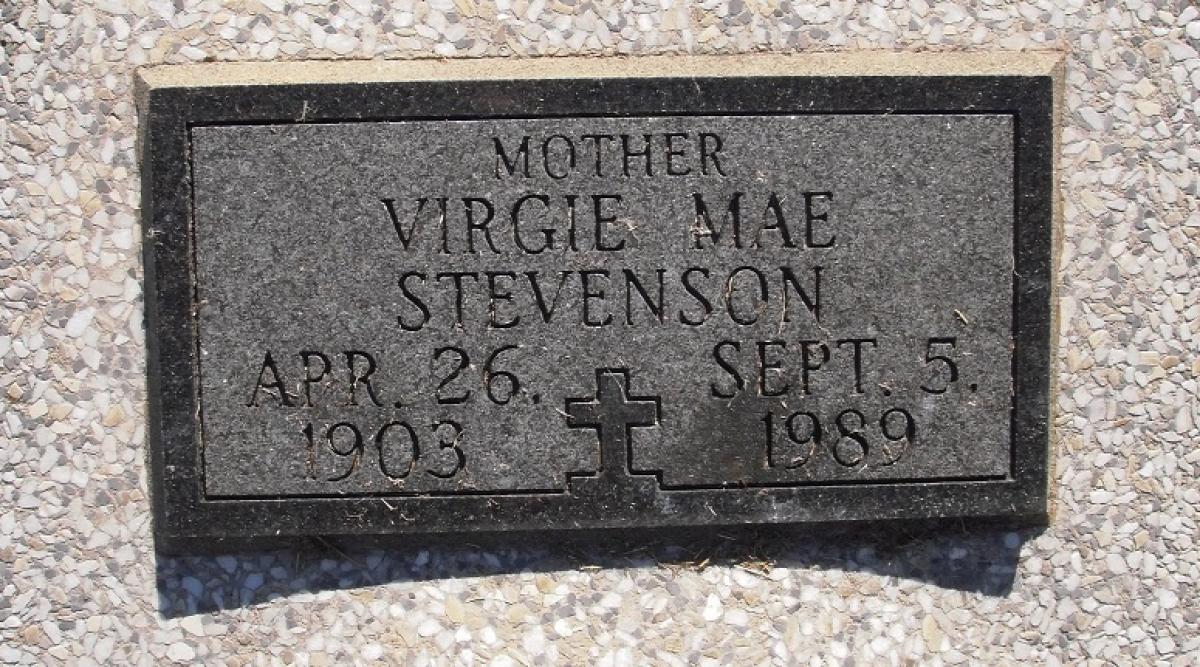 MOTHER
VIRGIE MAE
STEVENSON
APR. 26. SEPT. 5.
1903 1989